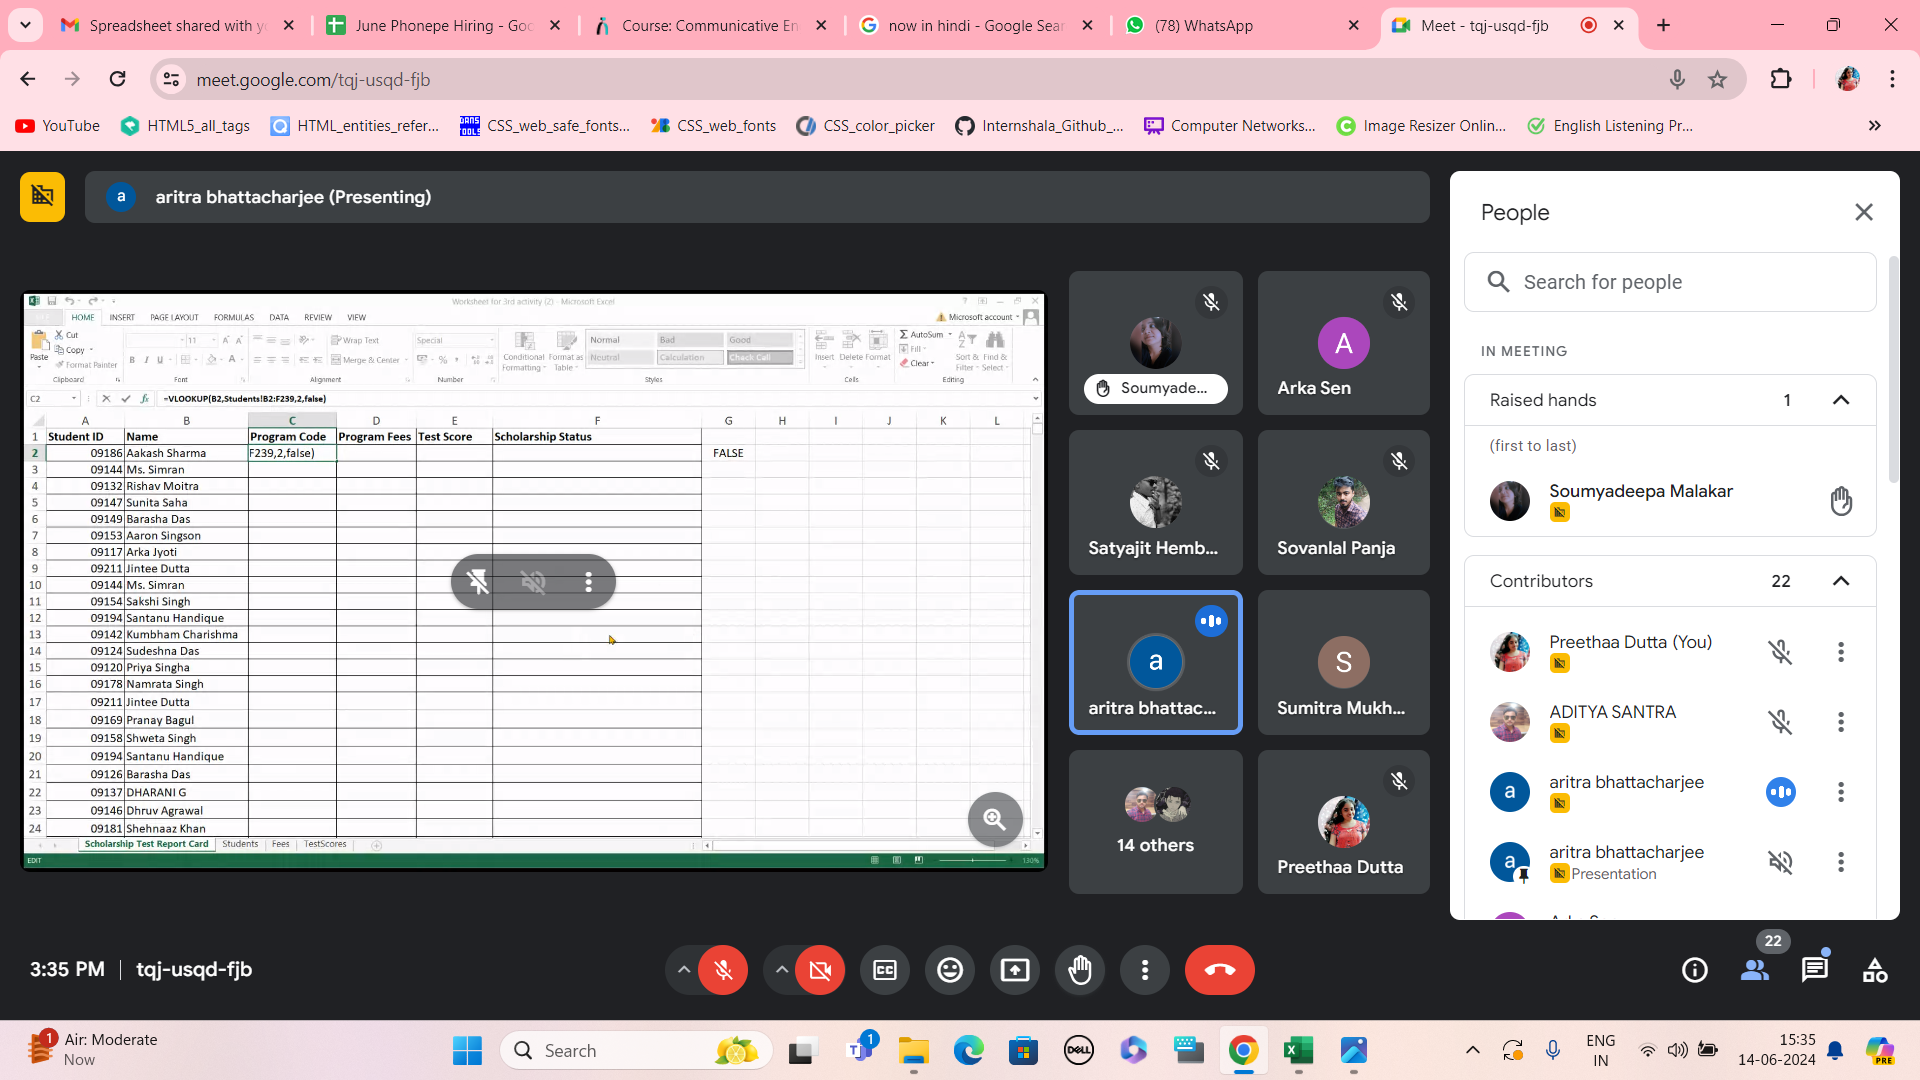 Spreadsheet shared with yo
June Phonepe Hiring - Goo
Course: Communicative En
now in hindi - Google Sear
(78) WhatsApp
Meet - tqj-usqd-fjb
meet.google.com/tqj-usqd-fjb
YouTube
HTML5_all_tags
HTML_entities_refer...
CSS_web_safe_fonts...
CSS_web_fonts
CSS_color_picker
Internshala_Github_...
Computer Networks...
Image Resizer Onlin...
English Listening Pr...
a aritra bhattacharjee (Presenting)
Worksheet for 3rd activity (2) - Microsoft Excel
HOME INSERT PAGE LAYOUT FORMULAS DATA REVIEW VIEW
Microsoft account
Cut
Copy
Format Painter
Paste
Clipboard
11
B I U
Font
Wrap Text
Merge & Center
Alignment
Special
Number
Conditional Formatting
Format as Table
Normal Bad Good
Neutral Calculation Check Cell
Styles
Insert Delete Format
Cells
AutoSum
Fill
Clear
Sort & Filter
Find & Select
Editing
C2 fx =VLOOKUP(B2,Students!B2:F239,2,false)
A B C D E F G H I J K L
1 Student ID Name Program Code Program Fees Test Score Scholarship Status
2 09186 Aakash Sharma F239,2,false) FALSE
3 09144 Ms. Simran
4 09132 Rishav Moitra
5 09147 Sunita Saha
6 09149 Barasha Das
7 09153 Aaron Singson
8 09117 Arka Jyoti
9 09211 Jintee Dutta
10 09144 Ms. Simran
11 09154 Sakshi Singh
12 09194 Santanu Handique
13 09142 Kumbham Charishma
14 09124 Sudeshna Das
15 09120 Priya Singha
16 09178 Namrata Singh
17 09211 Jintee Dutta
18 09169 Pranay Bagul
19 09158 Shweta Singh
20 09194 Santanu Handique
21 09126 Barasha Das
22 09137 DHARANI G
23 09146 Dhruv Agrawal
24 09181 Shehnaaz Khan
Scholarship Test Report Card Students Fees TestScores
EDIT
130%
Soumyade...
A
Arka Sen
Satyajit Hemb...
Sovanlal Panja
a
aritra bhattac...
S
Sumitra Mukh...
14 others
Preethaa Dutta
People
Search for people
IN MEETING
Raised hands 1
(first to last)
Soumyadeepa Malakar
Contributors 22
Preethaa Dutta (You)
ADITYA SANTRA
a aritra bhattacharjee
a aritra bhattacharjee
Presentation
3:35 PM | tqj-usqd-fjb
CC
22
1
Air: Moderate
Now
Search
1
DELL
ENG
IN
15:35
14-06-2024
PRE